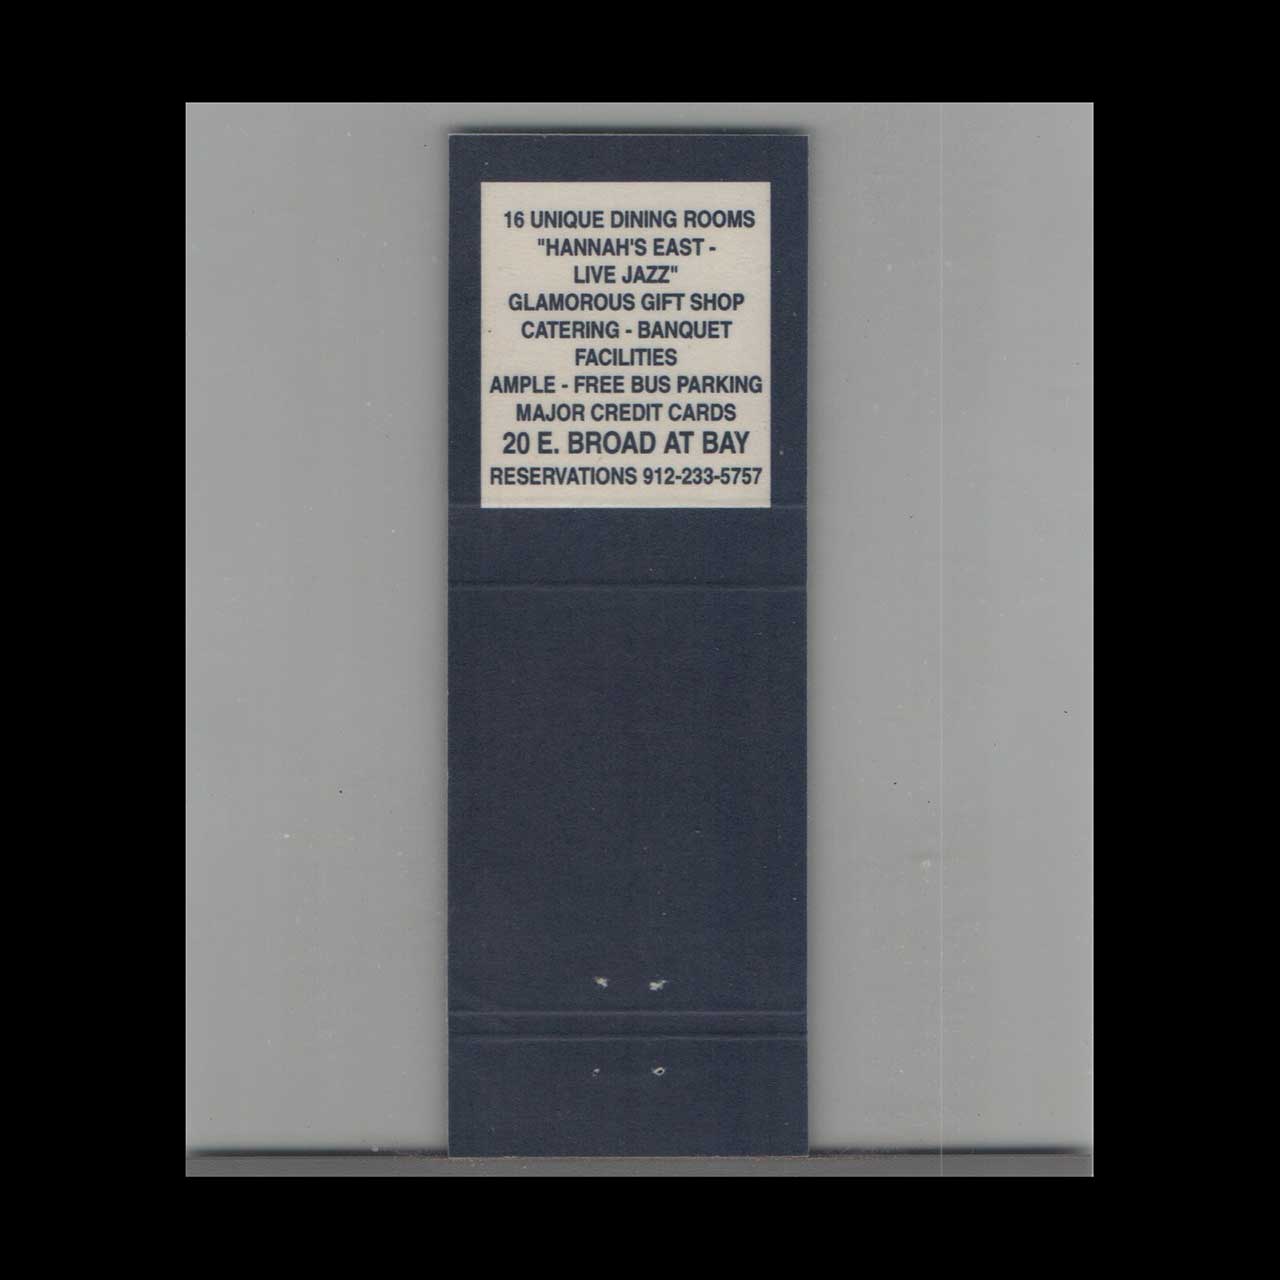 16 UNIQUE DINING ROOMS
"HANNAH'S EAST -
LIVE JAZZ"
GLAMOROUS GIFT SHOP
CATERING - BANQUET
FACILITIES
AMPLE - FREE BUS PARKING
MAJOR CREDIT CARDS
20 E. BROAD AT BAY
RESERVATIONS 912-233-5757